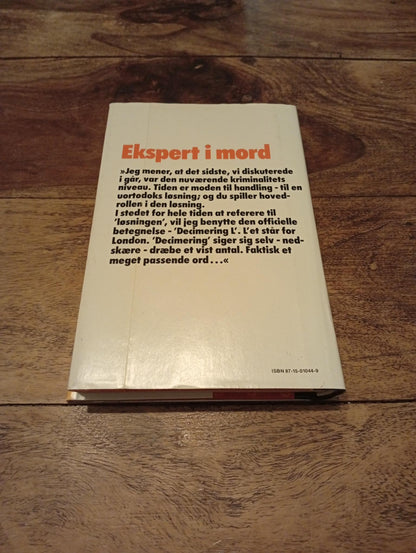 Ekspert i mord
»Jeg mener, at det sidste, vi diskuterede
i går, var den nuværende kriminalitets
niveau. Tiden er moden til handling - til en
uortodoks løsning; og du spiller hoved-
rollen i den løsning.
I stedet for hele tiden at referere til
'løsningen', vil jeg benytte den officielle
betegnelse - 'Decimering L'. L'et står for
London. 'Decimering' siger sig selv - ned-
skære - dræbe et vist antal. Faktisk et
meget passende ord . . .«
ISBN 87-15-01044-9